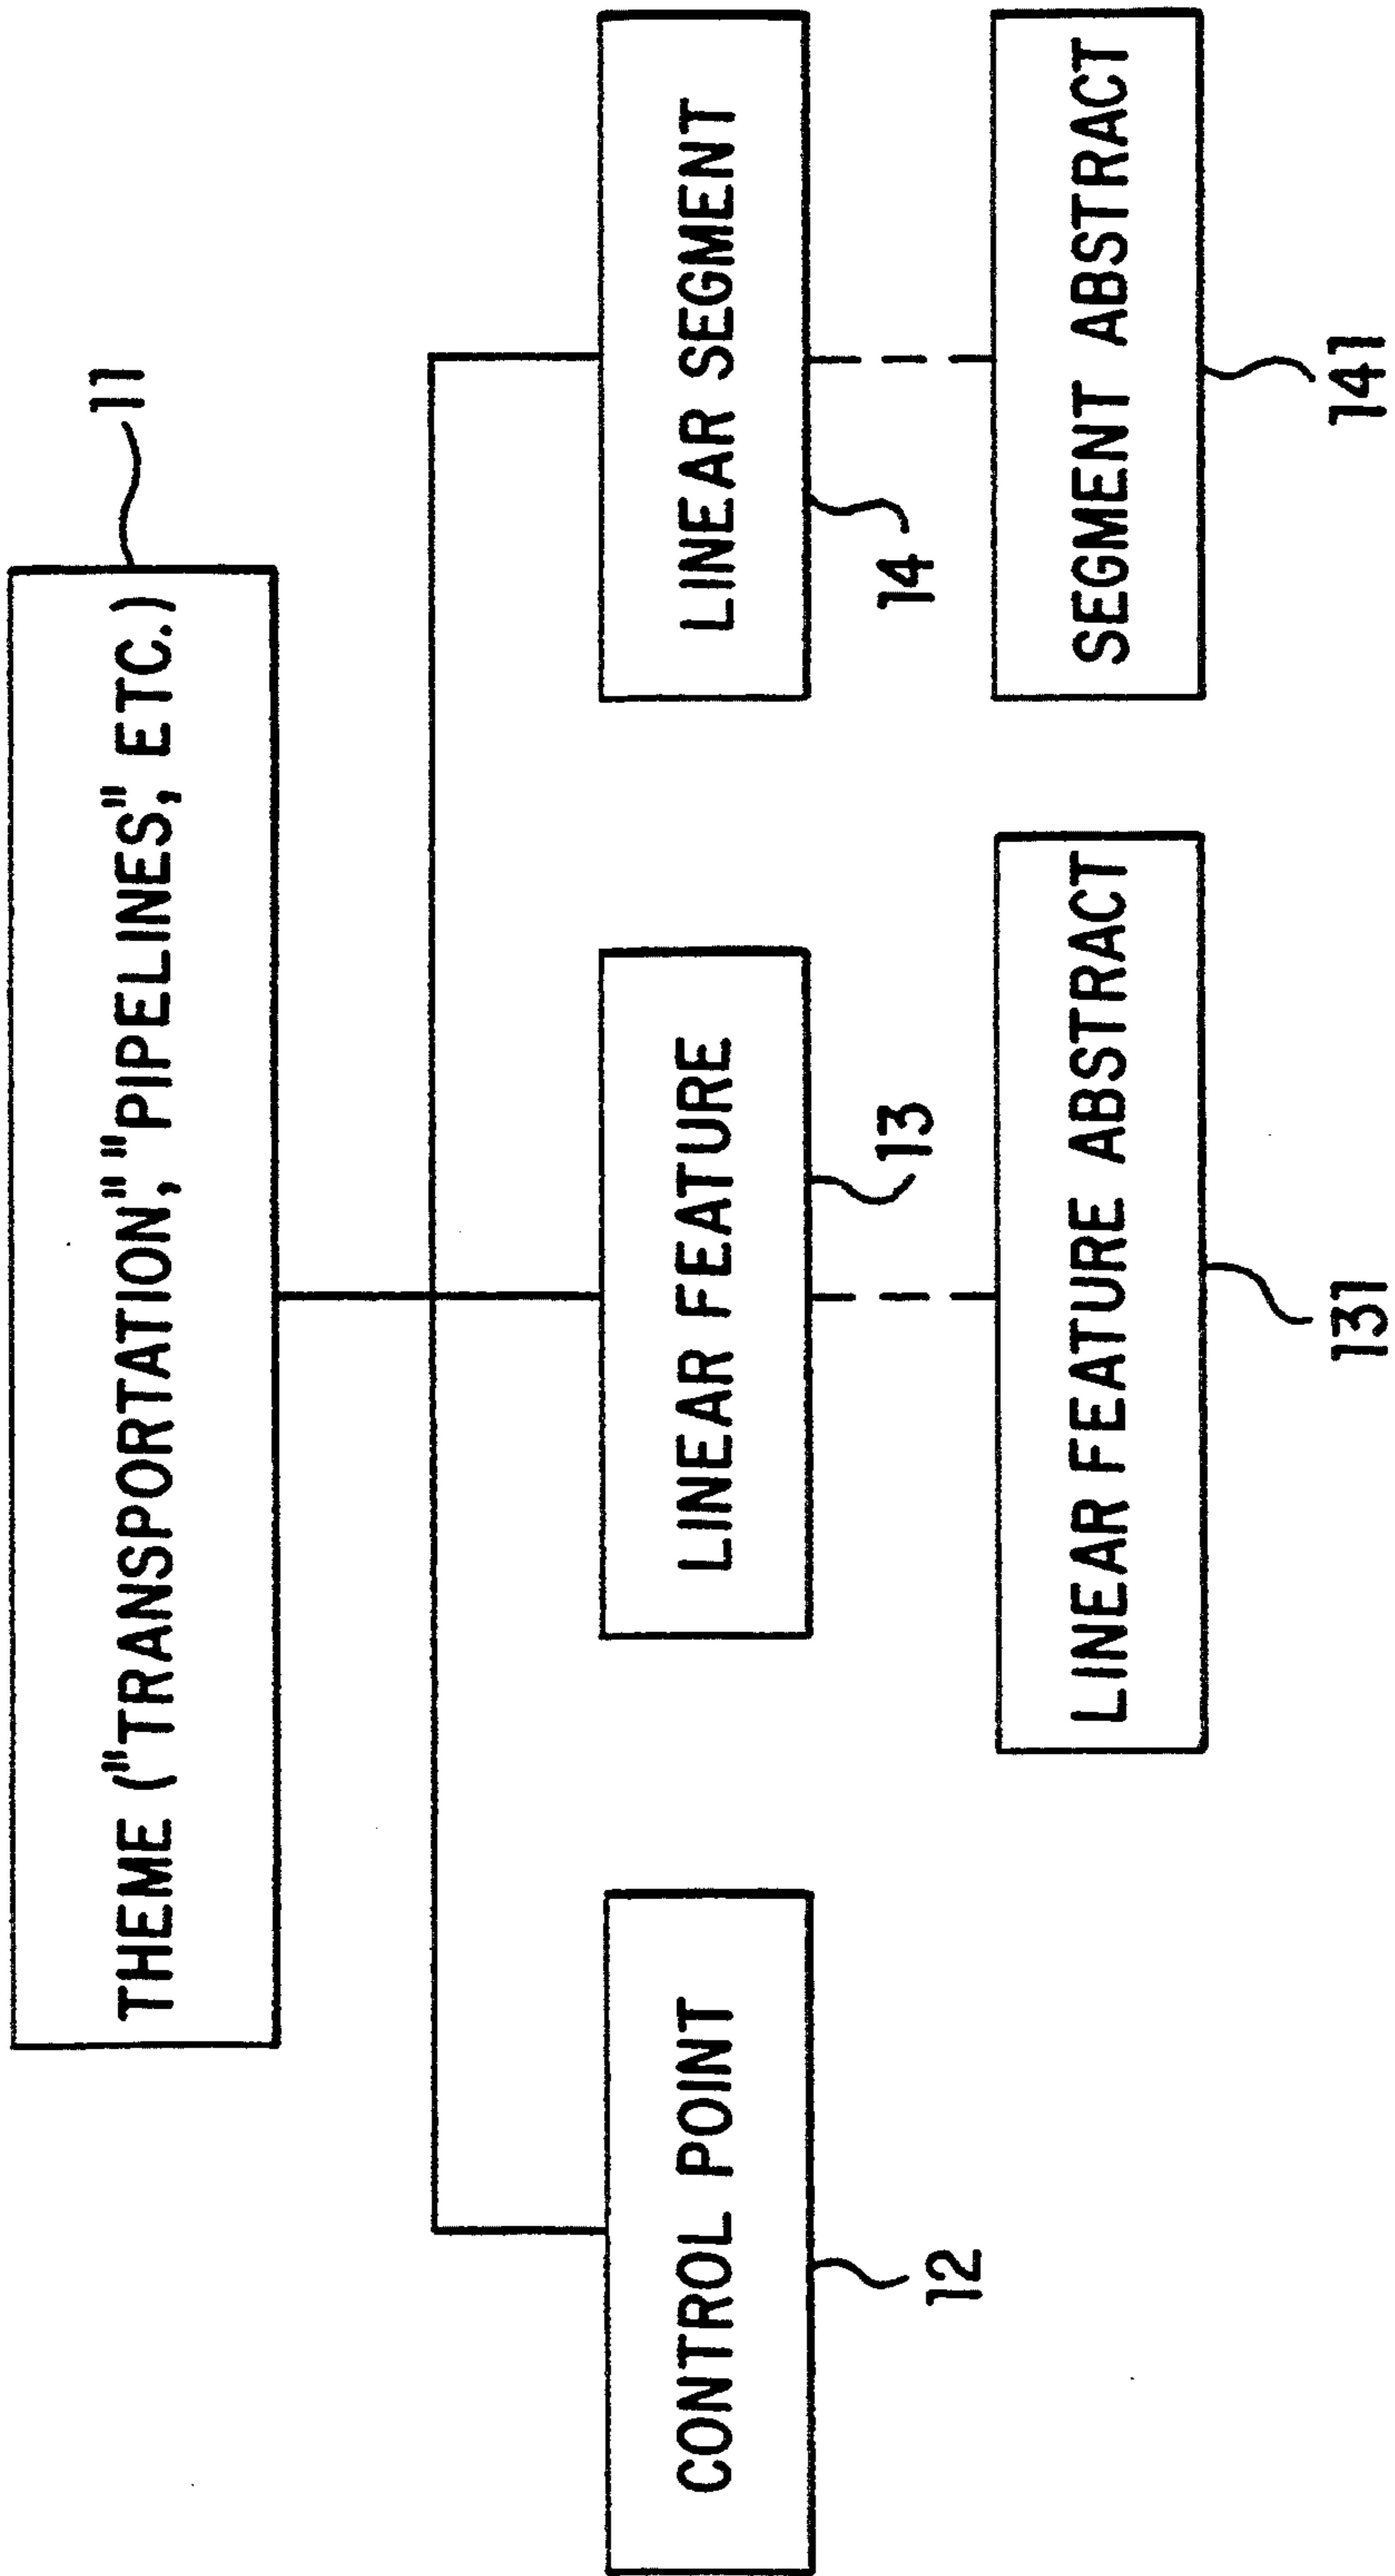 THEME ("TRANSPORTATION," "PIPELINES," ETC.)
11
CONTROL POINT
LINEAR FEATURE
LINEAR SEGMENT
12
13
14
LINEAR FEATURE ABSTRACT
SEGMENT ABSTRACT
131
141